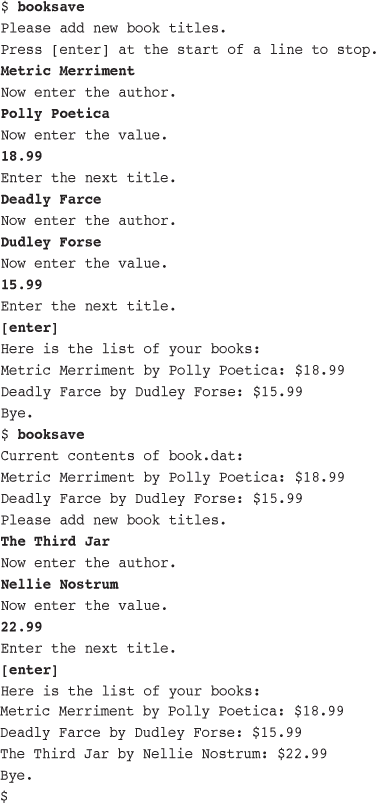 $ booksave
Please add new book titles.
Press [enter] at the start of a line to stop.
Metric Merriment
Now enter the author.
Polly Poetica
Now enter the value.
18.99
Enter the next title.
Deadly Farce
Now enter the author.
Dudley Forse
Now enter the value.
15.99
Enter the next title.
[enter]
Here is the list of your books:
Metric Merriment by Polly Poetica: $18.99
Deadly Farce by Dudley Forse: $15.99
Bye.
$ booksave
Current contents of book.dat:
Metric Merriment by Polly Poetica: $18.99
Deadly Farce by Dudley Forse: $15.99
Please add new book titles.
The Third Jar
Now enter the author.
Nellie Nostrum
Now enter the value.
22.99
Enter the next title.
[enter]
Here is the list of your books:
Metric Merriment by Polly Poetica: $18.99
Deadly Farce by Dudley Forse: $15.99
The Third Jar by Nellie Nostrum: $22.99
Bye.
$